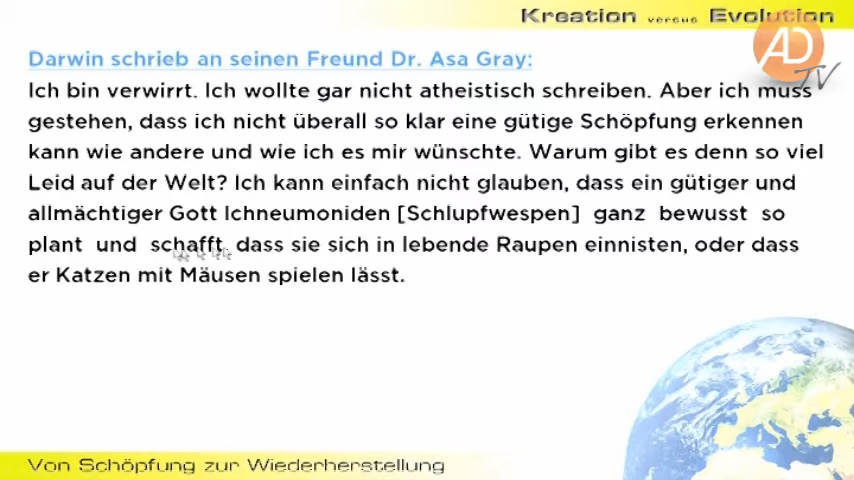 Kreation versus Evolution
AD TV
Darwin schrieb an seinen Freund Dr. Asa Gray:
Ich bin verwirrt. Ich wollte gar nicht atheistisch schreiben. Aber ich muss
gestehen, dass ich nicht überall so klar eine gütige Schöpfung erkennen
kann wie andere und wie ich es mir wünschte. Warum gibt es denn so viel
Leid auf der Welt? Ich kann einfach nicht glauben, dass ein gütiger und
allmächtiger Gott Ichneumoniden [Schlupfwespen] ganz bewusst so
plant und schafft, dass sie sich in lebende Raupen einnisten, oder dass
er Katzen mit Mäusen spielen lässt.
Von Schöpfung zur Wiederherstellung